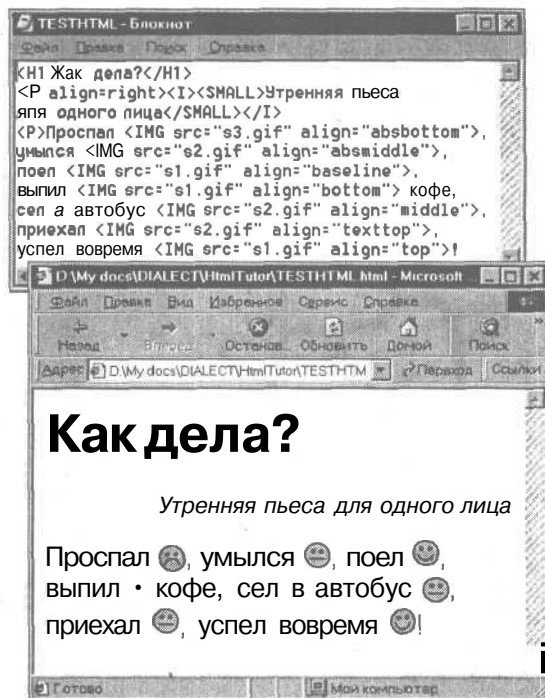 TESTHTML - Блокнот
Файл Правка Поиск Справка
<H1 Жак дела?</H1>
<P align=right><I><SMALL>Утренняя пьеса
япя одного лица</SMALL></I>
<P>Проспал <IMG src="s3.gif" align="absbottom">,
умылся <IMG src="s2.gif" align="absmiddle">,
поел <IMG src="s1.gif" align="baseline">,
выпил <IMG src="s1.gif" align="bottom"> кофе,
сел а автобус <IMG src="s2.gif" align="middle">,
приехал <IMG src="s2.gif" align="texttop">,
успел вовремя <IMG src="s1.gif" align="top">!
D \My docs\DIALECT\HtmlTutor\TESTHTML html - Microsoft
Файл Правка Вид Избранное Сервис Справка
Назад Вперед Останов.. Обновить Домой Поиск
Адрес D.\My docs\DIALECT\HtmlTutor\TESTHTM Переход Ссылки
Как дела?
Утренняя пьеса для одного лица
Проспал , умылся , поел ,
выпил · кофе, сел в автобус ,
приехал , успел вовремя !
Готово Мой компьютер